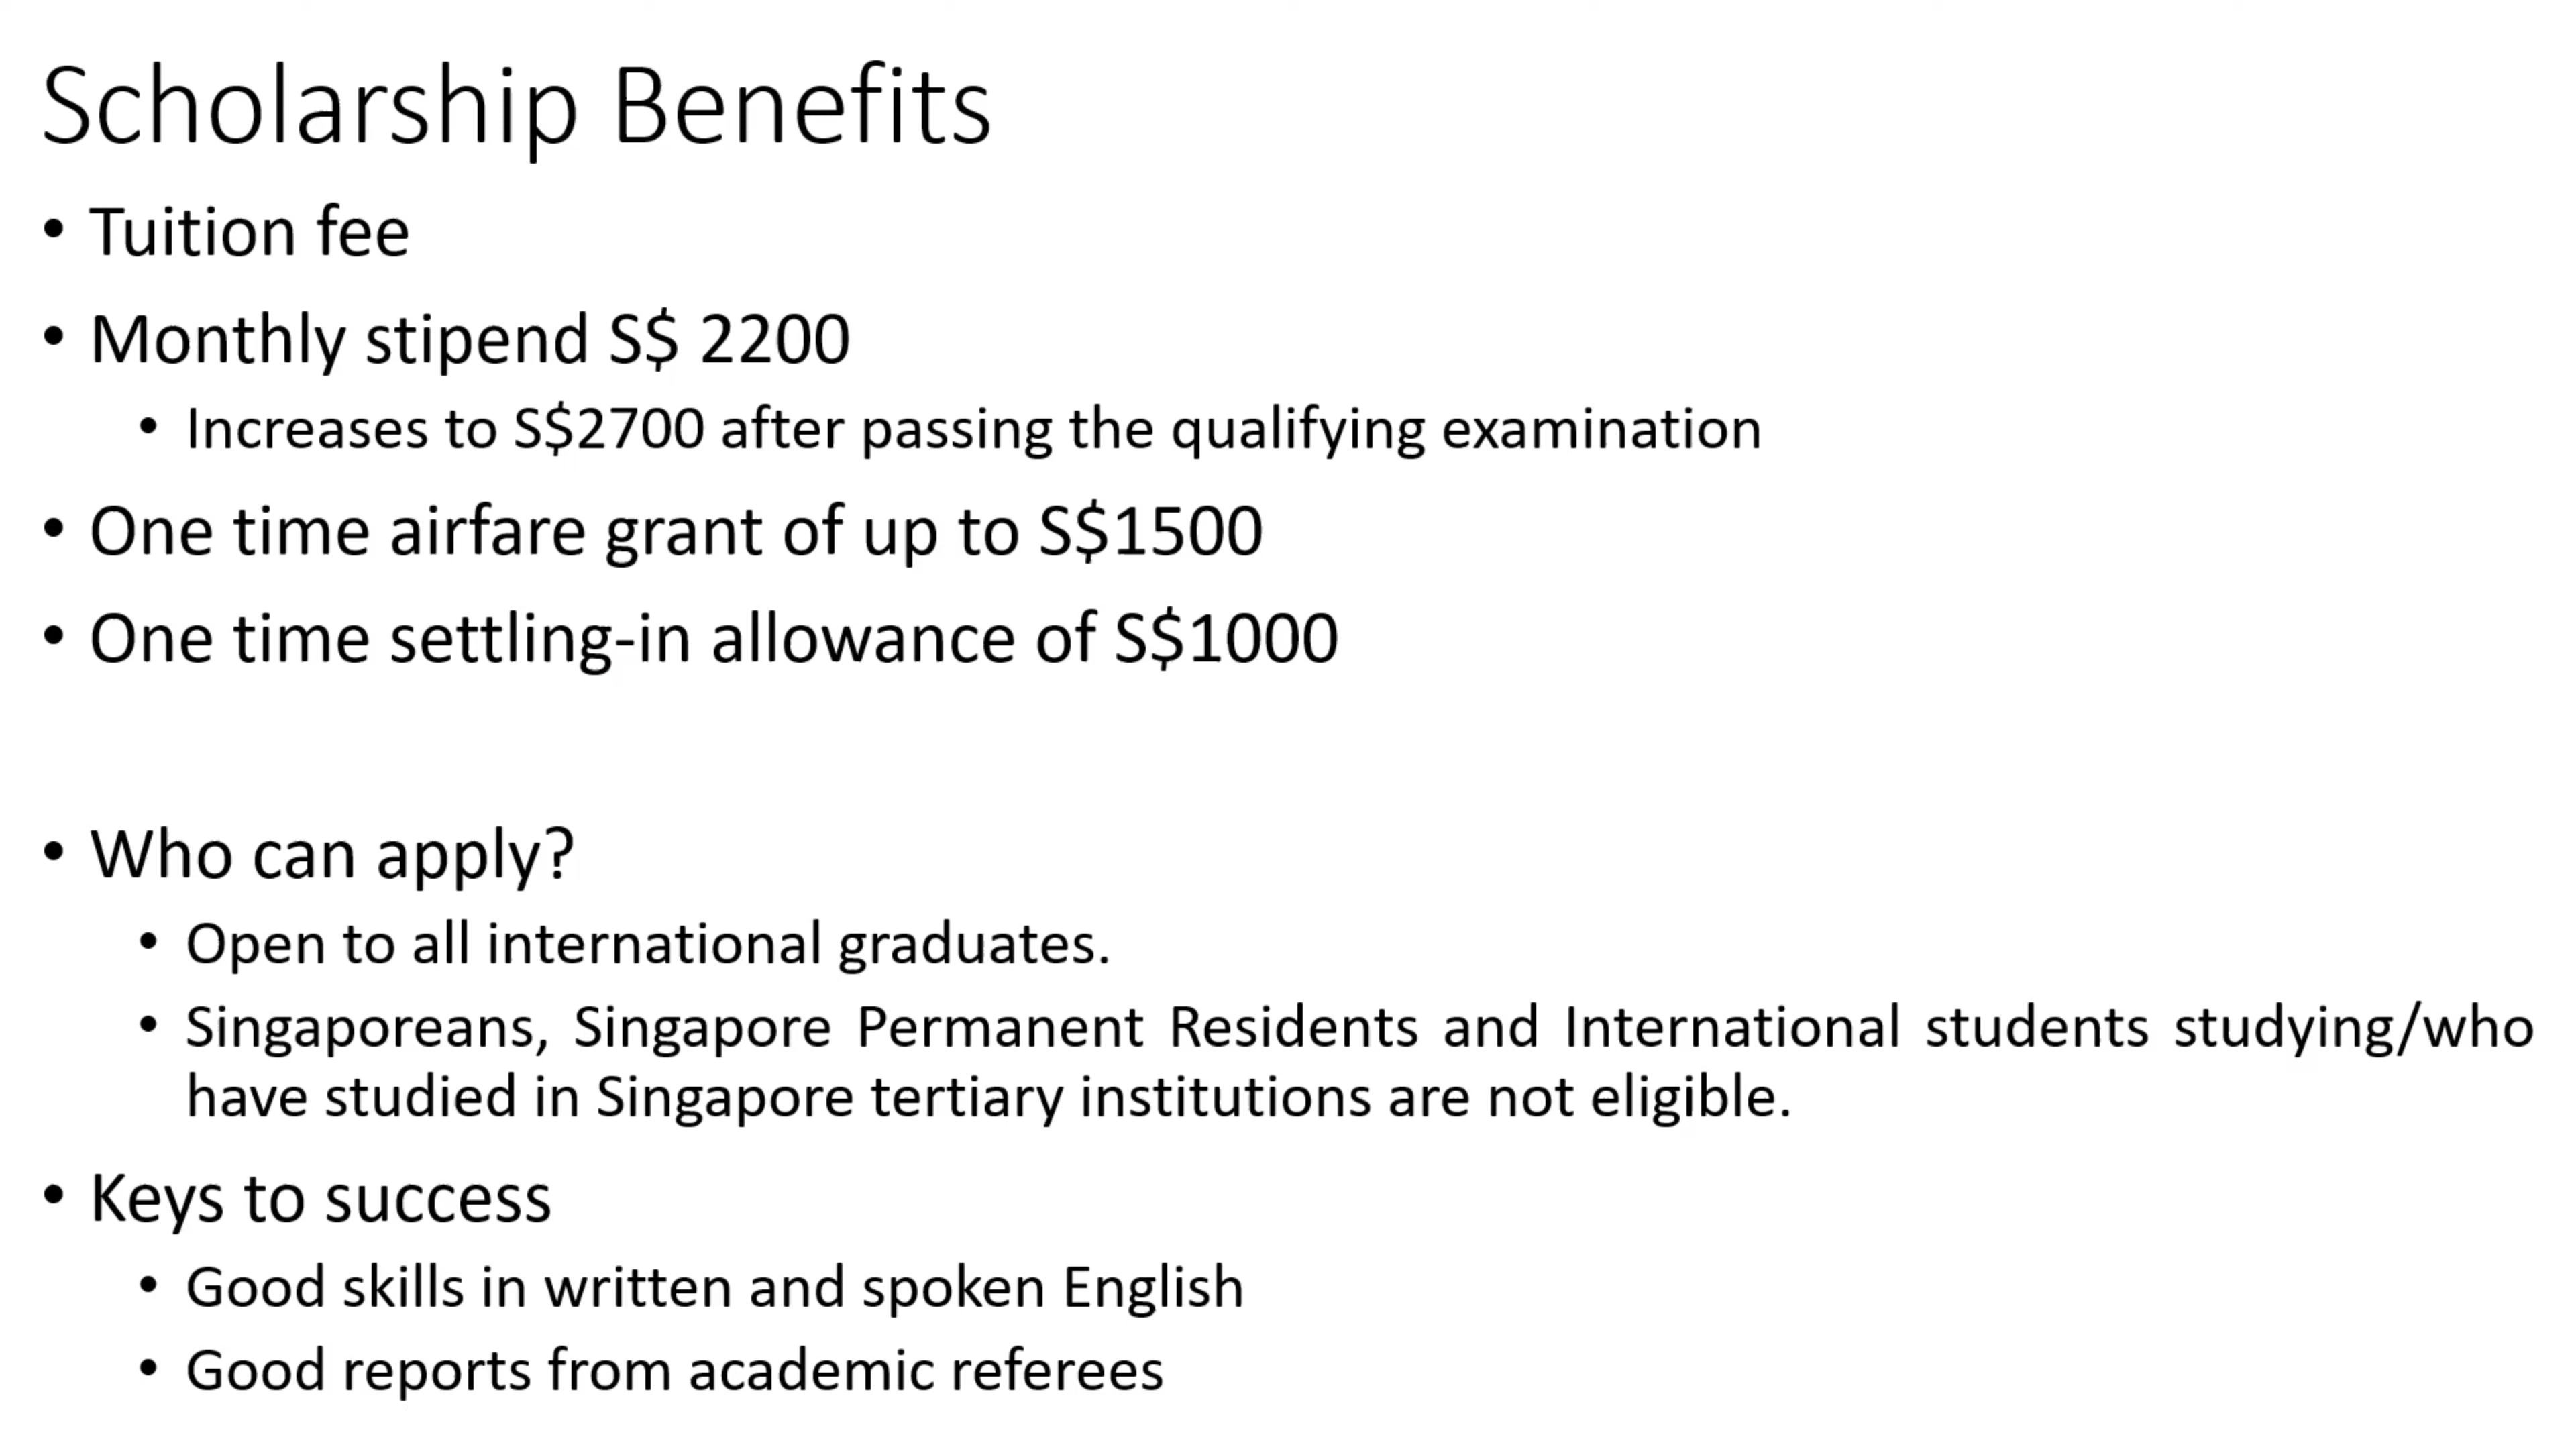 Scholarship Benefits
• Tuition fee
• Monthly stipend S$ 2200
• Increases to S$2700 after passing the qualifying examination
• One time airfare grant of up to S$1500
• One time settling-in allowance of S$1000
• Who can apply?
• Open to all international graduates.
• Singaporeans, Singapore Permanent Residents and International students studying/who
have studied in Singapore tertiary institutions are not eligible.
• Keys to success
• Good skills in written and spoken English
• Good reports from academic referees